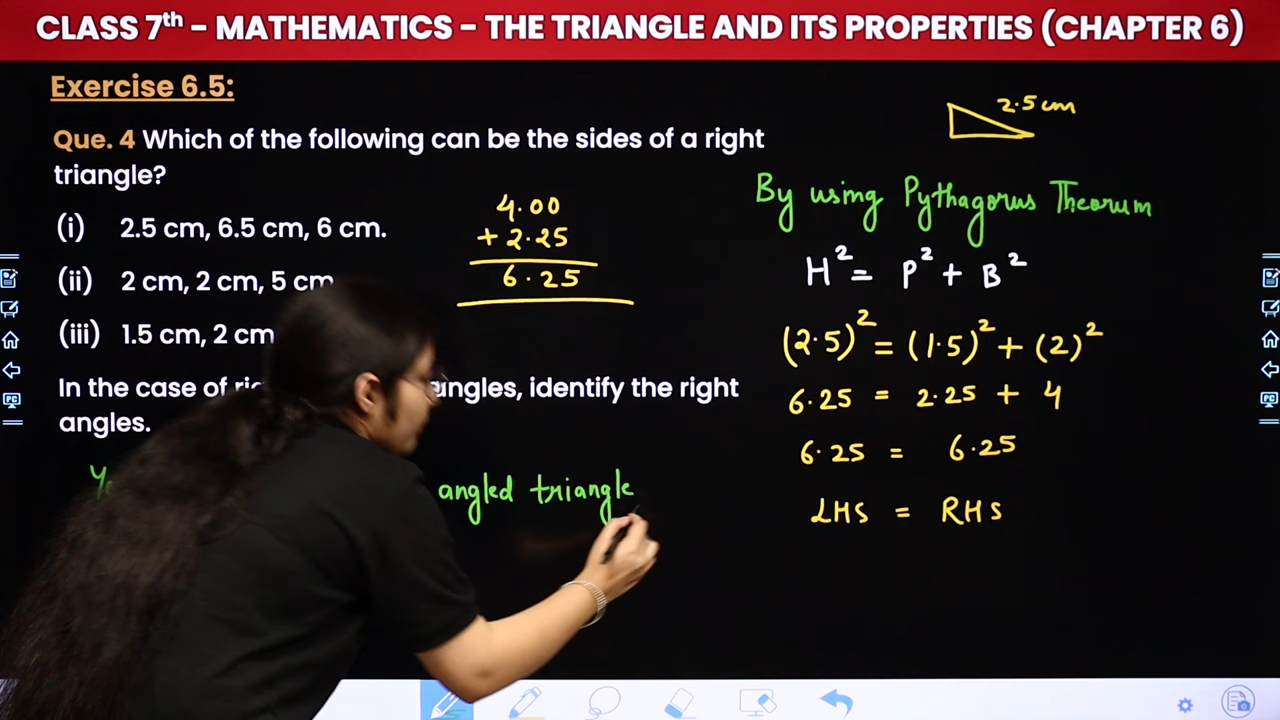 CLASS 7th - MATHEMATICS - THE TRIANGLE AND ITS PROPERTIES (CHAPTER 6)
Exercise 6.5:
Que. 4 Which of the following can be the sides of a right
triangle?
(i) 2.5 cm, 6.5 cm, 6 cm.
(ii) 2 cm, 2 cm, 5 cm
(iii) 1.5 cm, 2 cm
In the case of angles, identify the right
angles.
angled triangle
4.00
+ 2.25
6.25
2.5 cm
By using Pythagorus Theorum
H² = P² + B²
(2.5)² = (1.5)² + (2)²
6.25 = 2.25 + 4
6.25 = 6.25
LHS = RHS